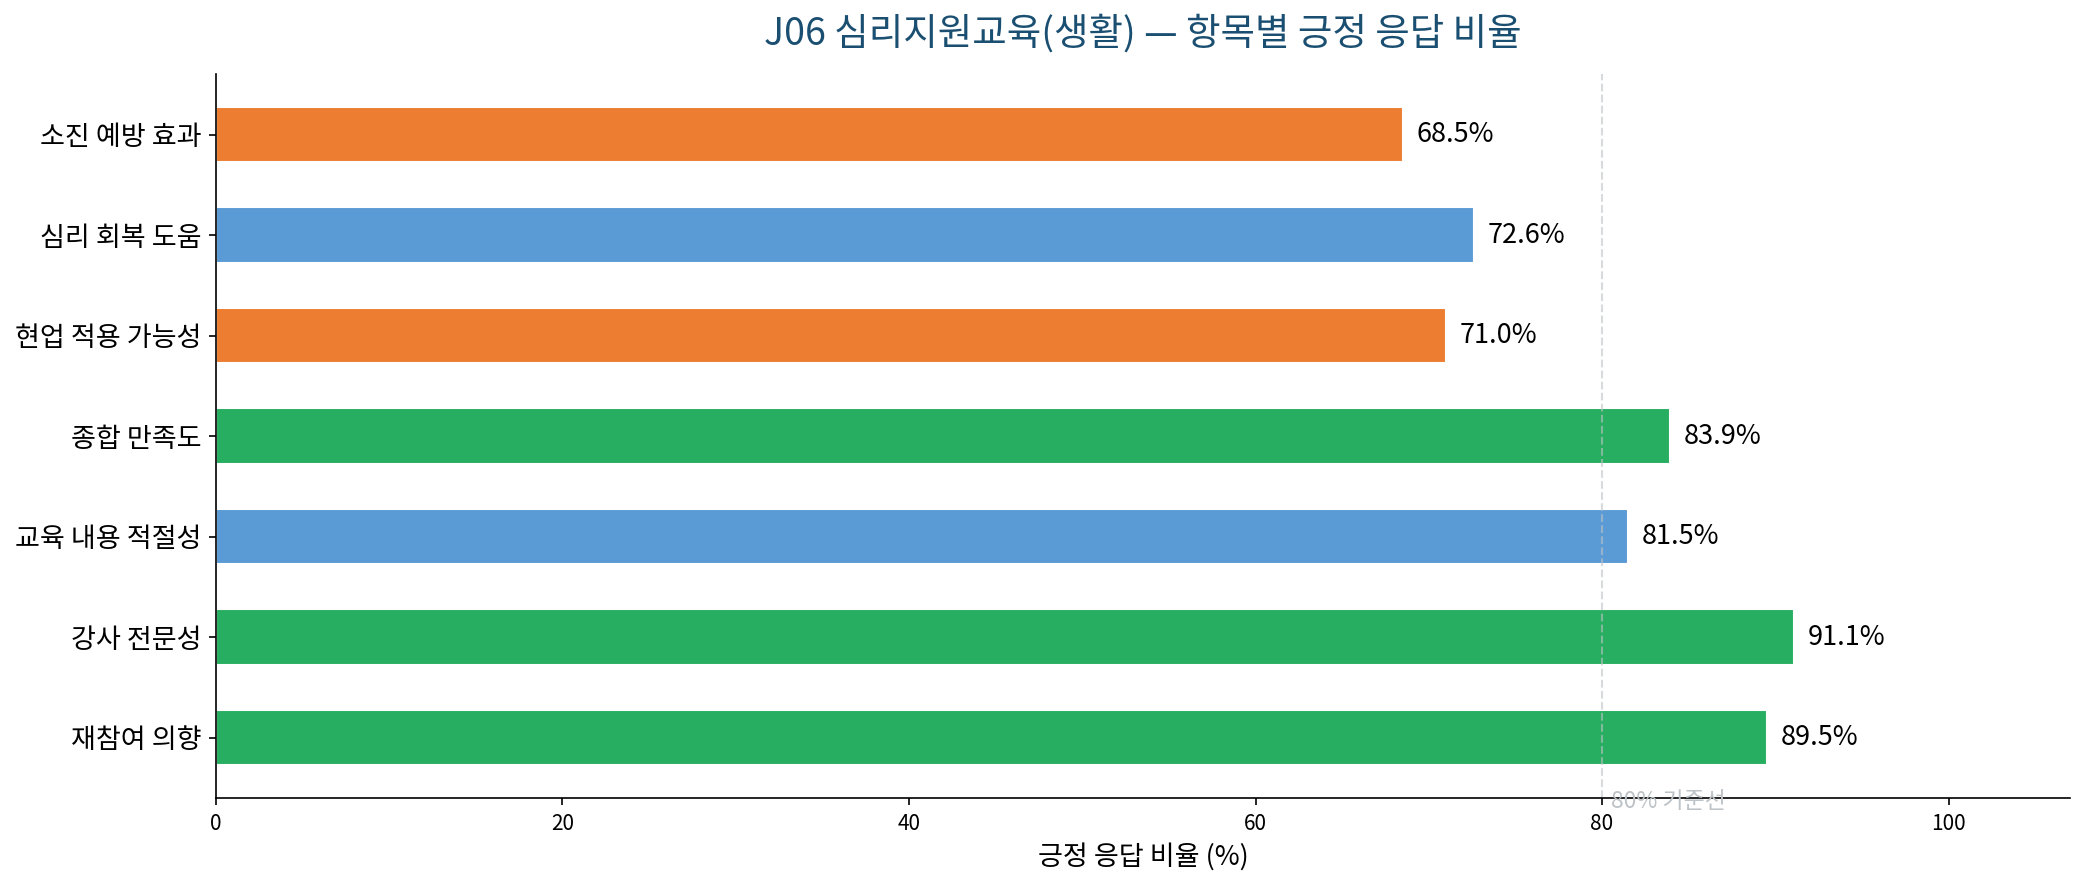 J06 심리지원교육(생활) — 항목별 긍정 응답 비율
소진 예방 효과 68.5%
심리 회복 도움 72.6%
현업 적용 가능성 71.0%
종합 만족도 83.9%
교육 내용 적절성 81.5%
강사 전문성 91.1%
재참여 의향 89.5%
80% 기준선
0 20 40 60 80 100
긍정 응답 비율 (%)